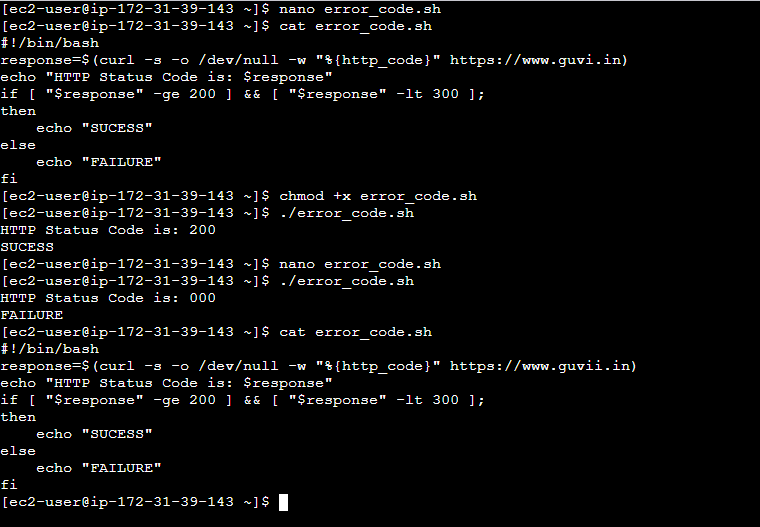 [ec2-user@ip-172-31-39-143 ~]$ nano error_code.sh
[ec2-user@ip-172-31-39-143 ~]$ cat error_code.sh
#!/bin/bash
response=$(curl -s -o /dev/null -w "%{http_code}" https://www.guvi.in)
echo "HTTP Status Code is: $response"
if [ "$response" -ge 200 ] && [ "$response" -lt 300 ];
then
    echo "SUCESS"
else
    echo "FAILURE"
fi
[ec2-user@ip-172-31-39-143 ~]$ chmod +x error_code.sh
[ec2-user@ip-172-31-39-143 ~]$ ./error_code.sh
HTTP Status Code is: 200
SUCESS
[ec2-user@ip-172-31-39-143 ~]$ nano error_code.sh
[ec2-user@ip-172-31-39-143 ~]$ ./error_code.sh
HTTP Status Code is: 000
FAILURE
[ec2-user@ip-172-31-39-143 ~]$ cat error_code.sh
#!/bin/bash
response=$(curl -s -o /dev/null -w "%{http_code}" https://www.guvii.in)
echo "HTTP Status Code is: $response"
if [ "$response" -ge 200 ] && [ "$response" -lt 300 ];
then
    echo "SUCESS"
else
    echo "FAILURE"
fi
[ec2-user@ip-172-31-39-143 ~]$